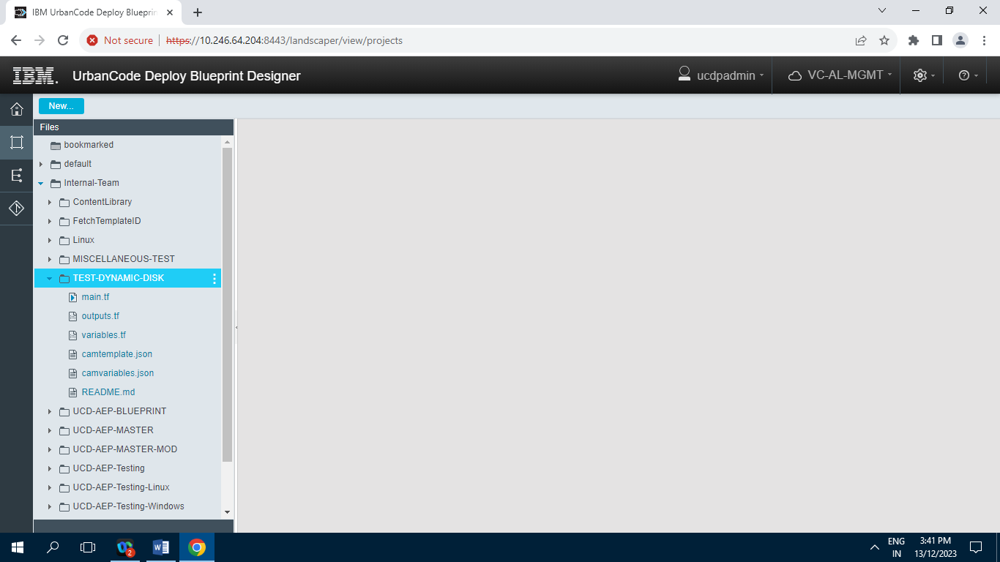 IBM UrbanCode Deploy Blueprin
Not secure
https://10.246.64.204:8443/landscaper/view/projects
IBM. UrbanCode Deploy Blueprint Designer
ucdpadmin
VC-AL-MGMT
New...
Files
bookmarked
default
Internal-Team
ContentLibrary
FetchTemplateID
Linux
MISCELLANEOUS-TEST
TEST-DYNAMIC-DISK
main.tf
outputs.tf
variables.tf
camtemplate.json
camvariables.json
README.md
UCD-AEP-BLUEPRINT
UCD-AEP-MASTER
UCD-AEP-MASTER-MOD
UCD-AEP-Testing
UCD-AEP-Testing-Linux
UCD-AEP-Testing-Windows
2
ENG
IN
3:41 PM
13/12/2023